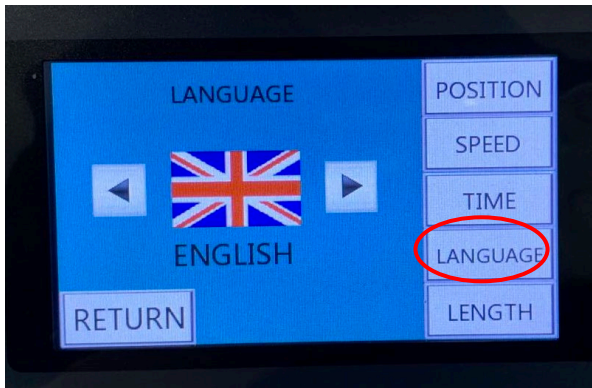 LANGUAGE
ENGLISH
RETURN
POSITION
SPEED
TIME
LANGUAGE
LENGTH